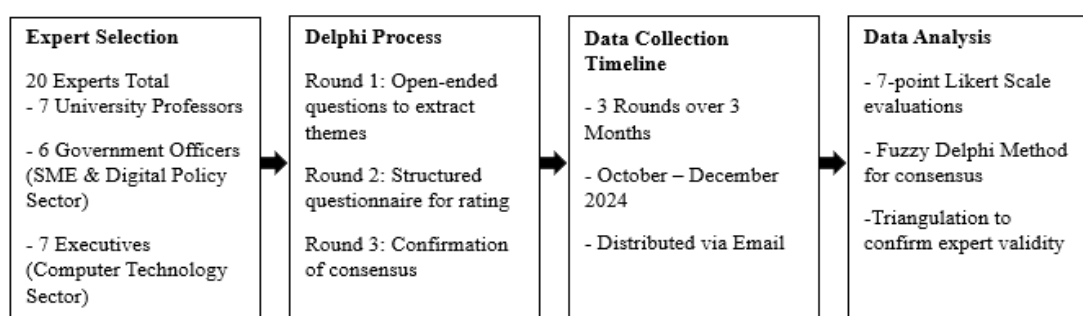 Expert Selection
20 Experts Total
- 7 University Professors
- 6 Government Officers
(SME & Digital Policy
Sector)
- 7 Executives
(Computer Technology
Sector)
Delphi Process
Round 1: Open-ended
questions to extract
themes
Round 2: Structured
questionnaire for rating
Round 3: Confirmation
of consensus
Data Collection
Timeline
- 3 Rounds over 3
Months
- October – December
2024
- Distributed via Email
Data Analysis
- 7-point Likert Scale
evaluations
- Fuzzy Delphi Method
for consensus
-Triangulation to
confirm expert validity